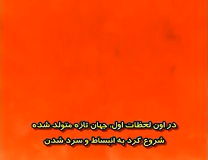 در اون لحظات اول، جهان تازه متولد شده
شروع کرد به انبساط و سرد شدن